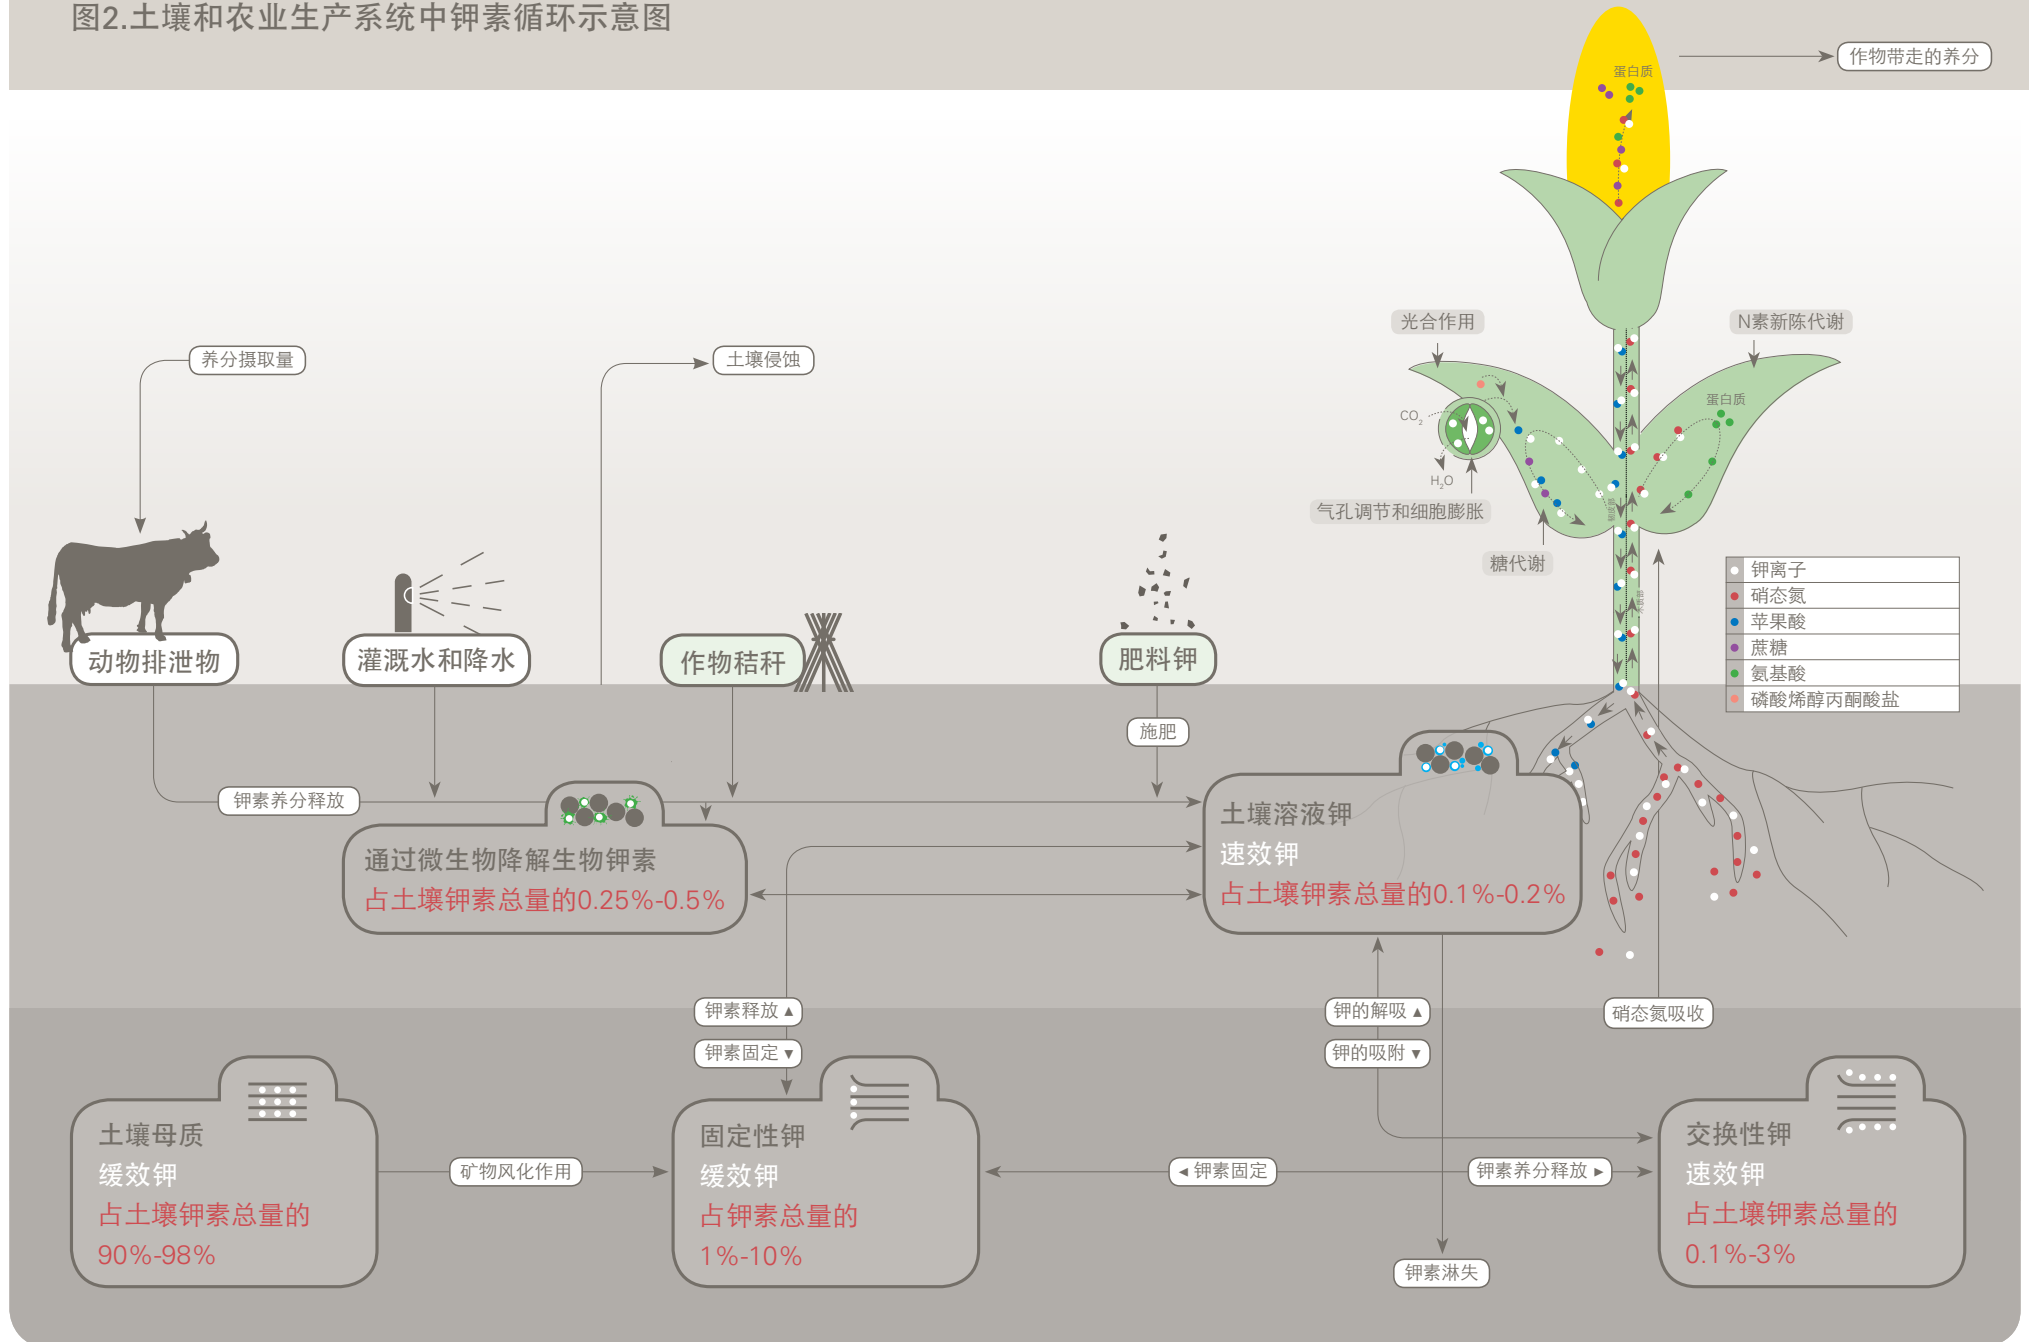 图2.土壤和农业生产系统中钾素循环示意图
作物带走的养分
蛋白质
光合作用
N素新陈代谢
养分摄取量
土壤侵蚀
蛋白质
CO2
H2O
气孔调节和细胞膨胀
韧皮部
糖代谢
钾离子
硝态氮
苹果酸
蔗糖
氨基酸
磷酸烯醇丙酮酸盐
木质部
动物排泄物
灌溉水和降水
作物秸秆
肥料钾
施肥
钾素养分释放
土壤溶液钾
速效钾
占土壤钾素总量的0.1%-0.2%
通过微生物降解生物钾素
占土壤钾素总量的0.25%-0.5%
钾素释放▲
钾素固定▼
钾的解吸▲
钾的吸附▼
硝态氮吸收
土壤母质
缓效钾
占土壤钾素总量的
90%-98%
矿物风化作用
固定性钾
缓效钾
占钾素总量的
1%-10%
◄钾素固定
钾素养分释放►
交换性钾
速效钾
占土壤钾素总量的
0.1%-3%
钾素淋失